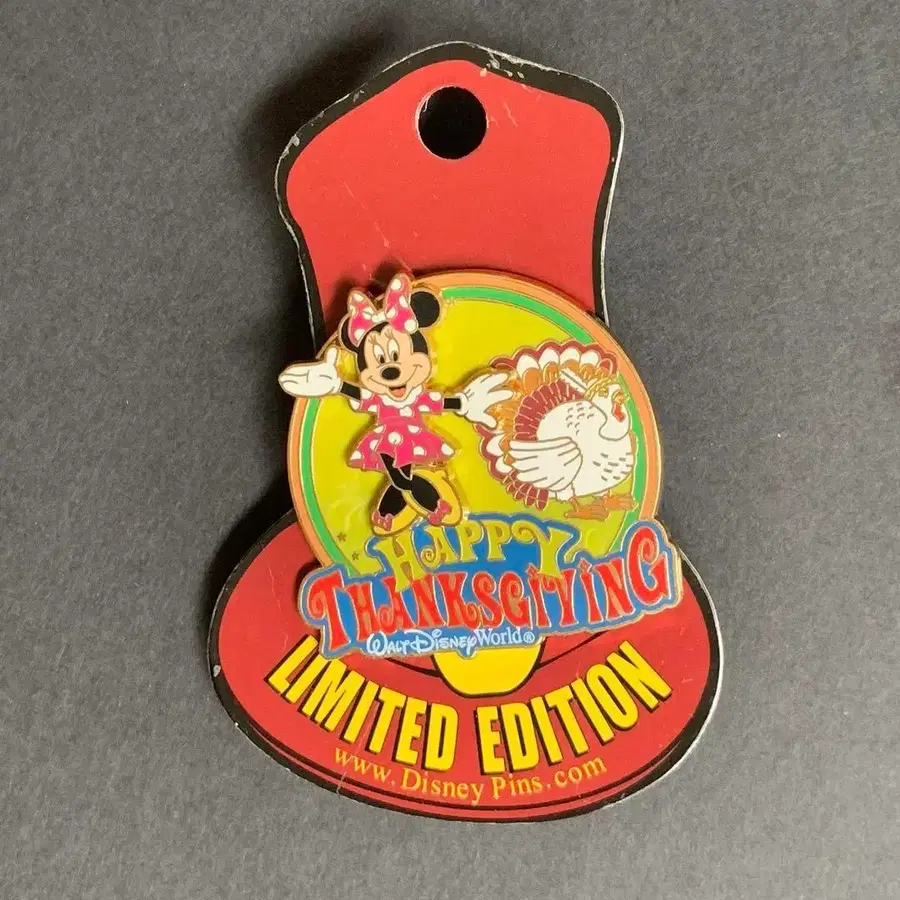 HAPPY
THANKSGIVING
WALT DISNEY World®
LIMITED EDITION
www.DisneyPins.com